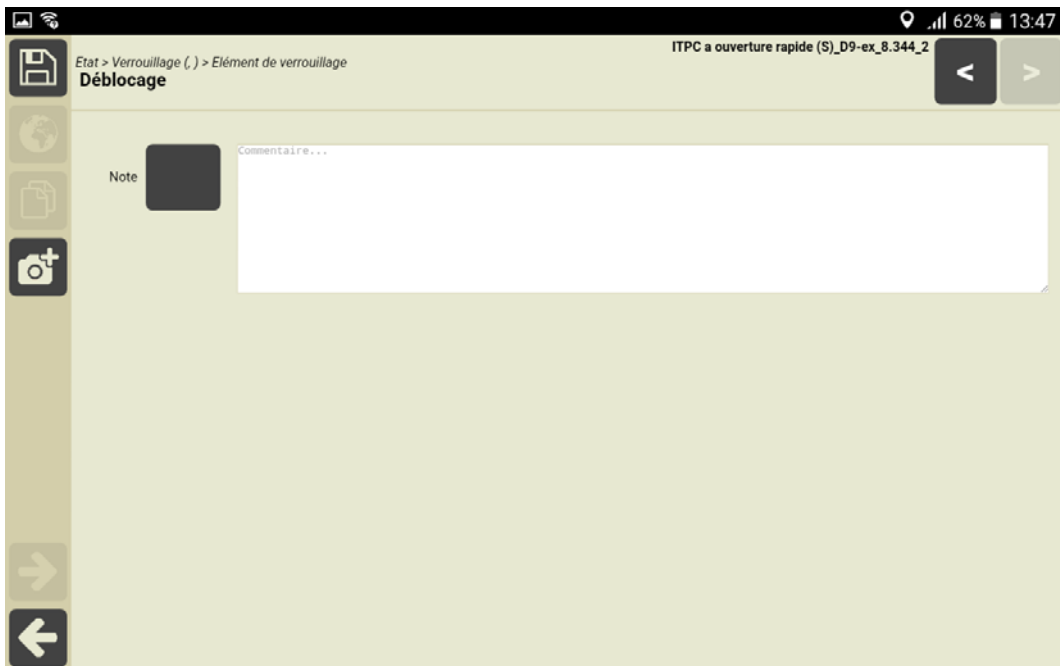 62% 13:47
Etat > Verrouillage (, ) > Elément de verrouillage
ITPC a ouverture rapide (S)_D9-ex_8.344_2
Déblocage
< >
Note
Commentaire...